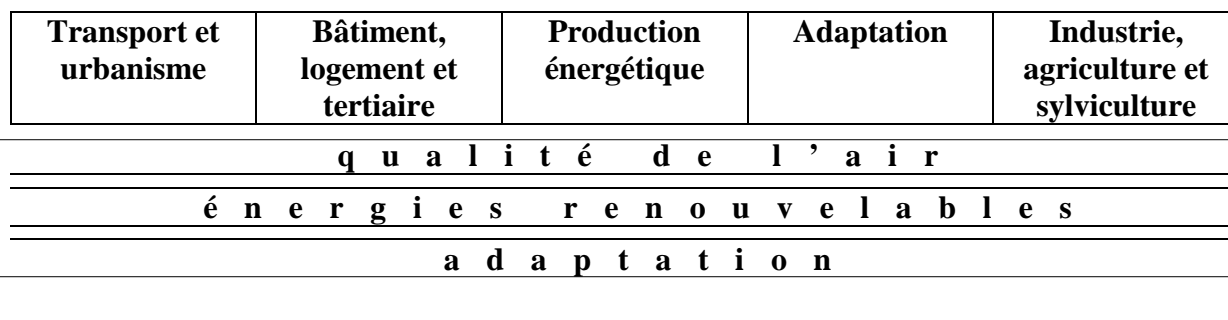 Transport et urbanisme
Bâtiment, logement et tertiaire
Production énergétique
Adaptation
Industrie, agriculture et sylviculture
qualité de l’air
énergies renouvelables
adaptation